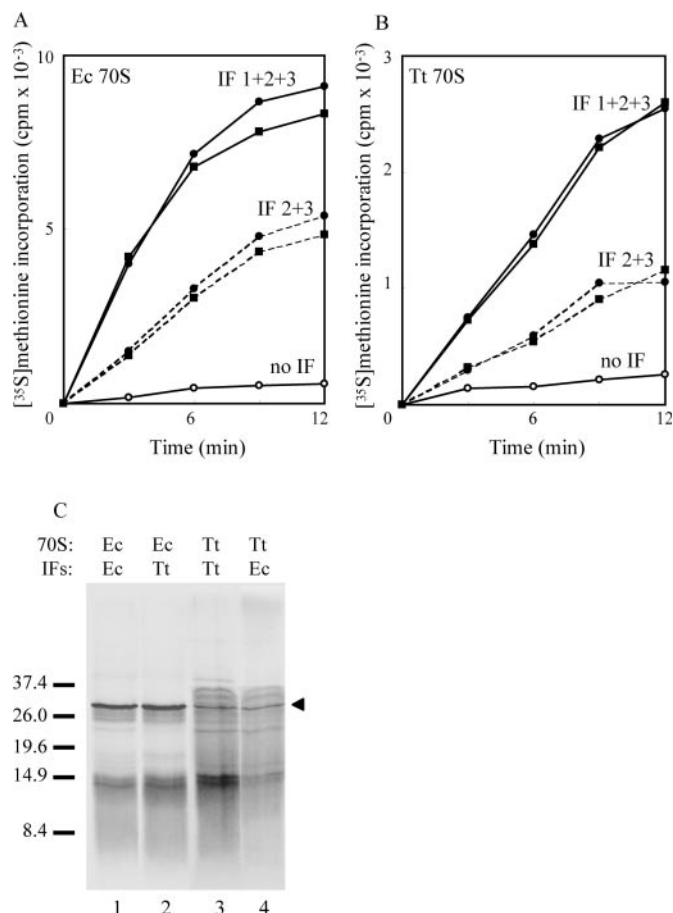 A
B
[³⁵S]methionine incorporation (cpm x 10⁻³)
10
5
0
Ec 70S
IF 1+2+3
IF 2+3
no IF
6
12
Time (min)
[³⁵S]methionine incorporation (cpm x 10⁻³)
3
2
1
0
Tt 70S
IF 1+2+3
IF 2+3
no IF
6
12
Time (min)
C
70S: Ec Ec Tt Tt
IFs: Ec Tt Tt Ec
37.4
26.0
19.6
14.9
8.4
1 2 3 4